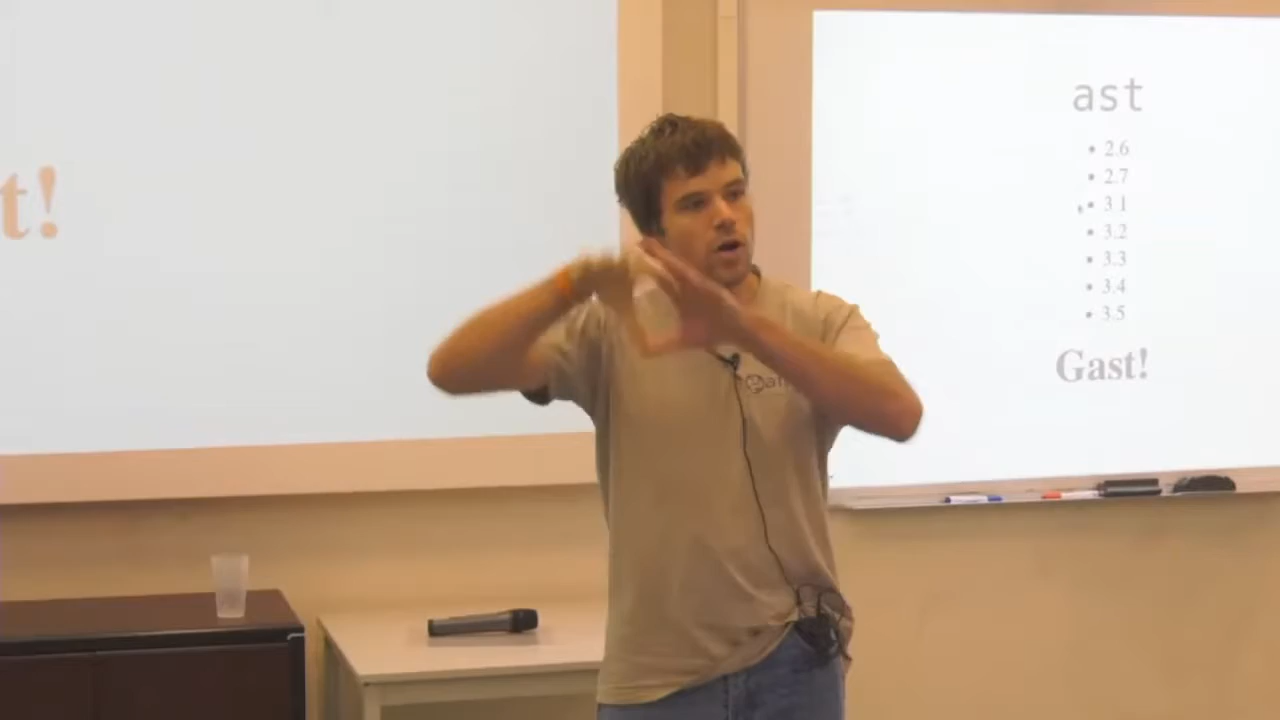 t!
ast
• 2.6
• 2.7
• 3.1
• 3.2
• 3.3
• 3.4
• 3.5
Gast!